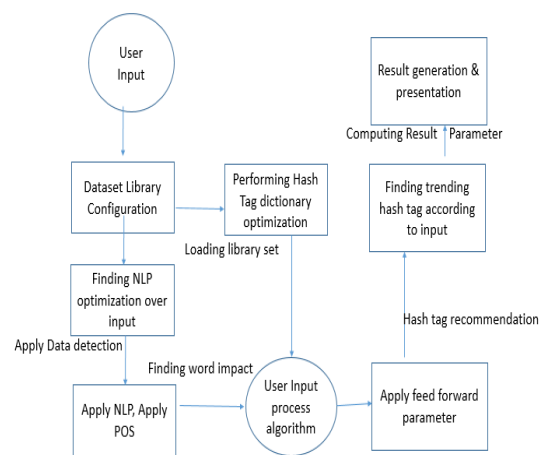 User
Input
Dataset Library
Configuration
Performing Hash
Tag dictionary
optimization
Loading library set
Finding NLP
optimization over
input
Apply Data detection
Apply NLP, Apply
POS
Finding word impact
User Input
process
algorithm
Apply feed forward
parameter
Hash tag recommendation
Finding trending
hash tag according
to input
Computing Result
Parameter
Result generation &
presentation